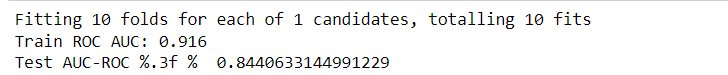 Fitting 10 folds for each of 1 candidates, totalling 10 fits
Train ROC AUC: 0.916
Test AUC-ROC %.3f %  0.8440633144991229